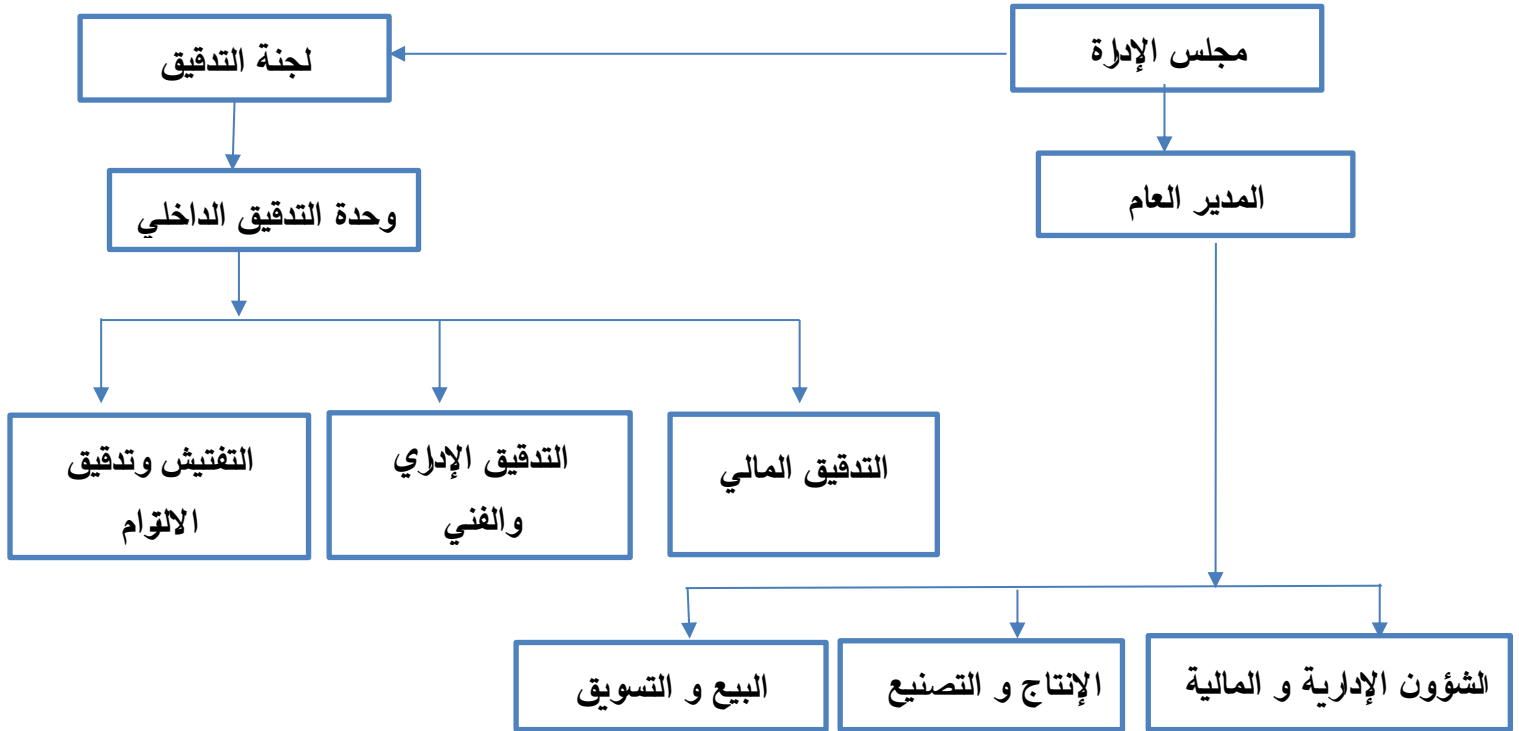 مجلس الإدارة
لجنة التدقيق
المدير العام
وحدة التدقيق الداخلي
التدقيق المالي
التدقيق الإداري
والفني
التفتيش وتدقيق
الالتزام
الشؤون الإدارية و المالية
الإنتاج و التصنيع
البيع و التسويق